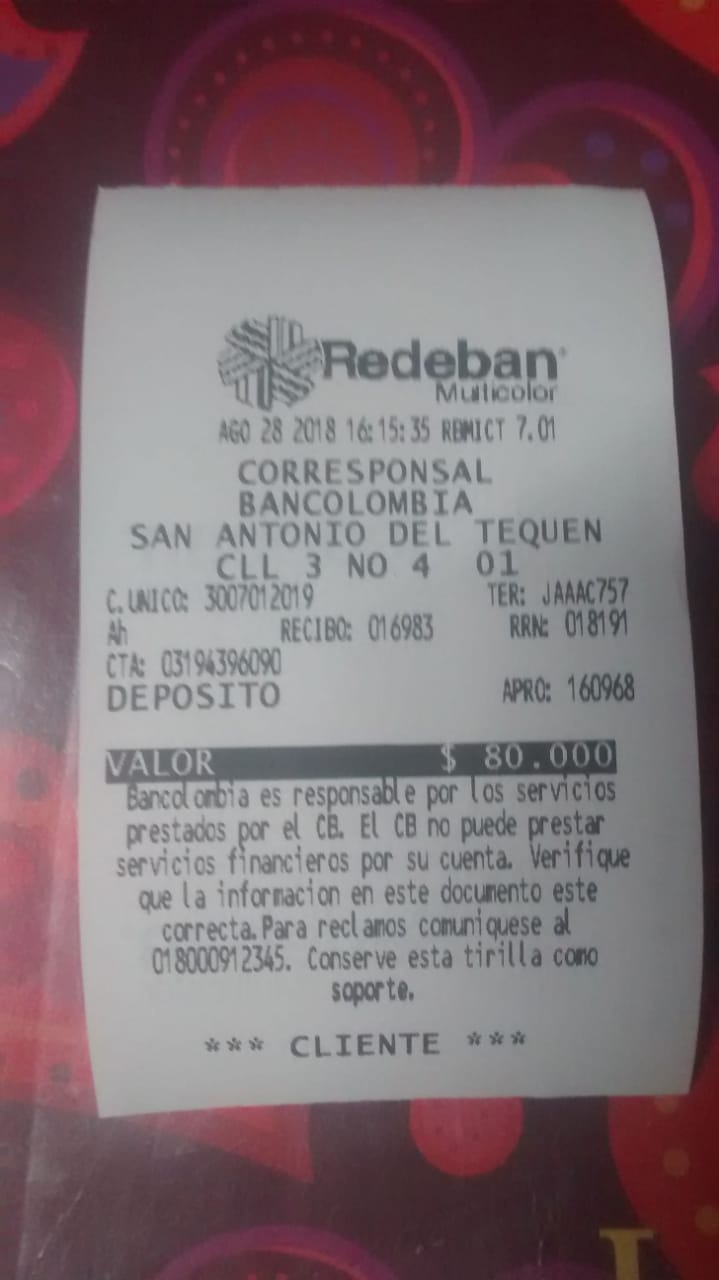 Redeban
Multicolor
AGO 28 2018 16:15:35 RBMICT 7.01
CORRESPONSAL
BANCOLOMBIA
SAN ANTONIO DEL TEQUEN
CLL 3 NO 4 01
C. UNICO: 3007012019 TER: JAAAC757
Ah RECIBO: 016983 RRN: 018191
CTA: 03194396090
DEPOSITO APRO: 160968
VALOR $ 80.000
Bancolombia es responsable por los servicios
prestados por el CB. El CB no puede prestar
servicios financieros por su cuenta. Verifique
que la informacion en este documento este
correcta. Para reclamos comuniquese al
018000912345. Conserve esta tirilla como
soporte.
*** CLIENTE ***